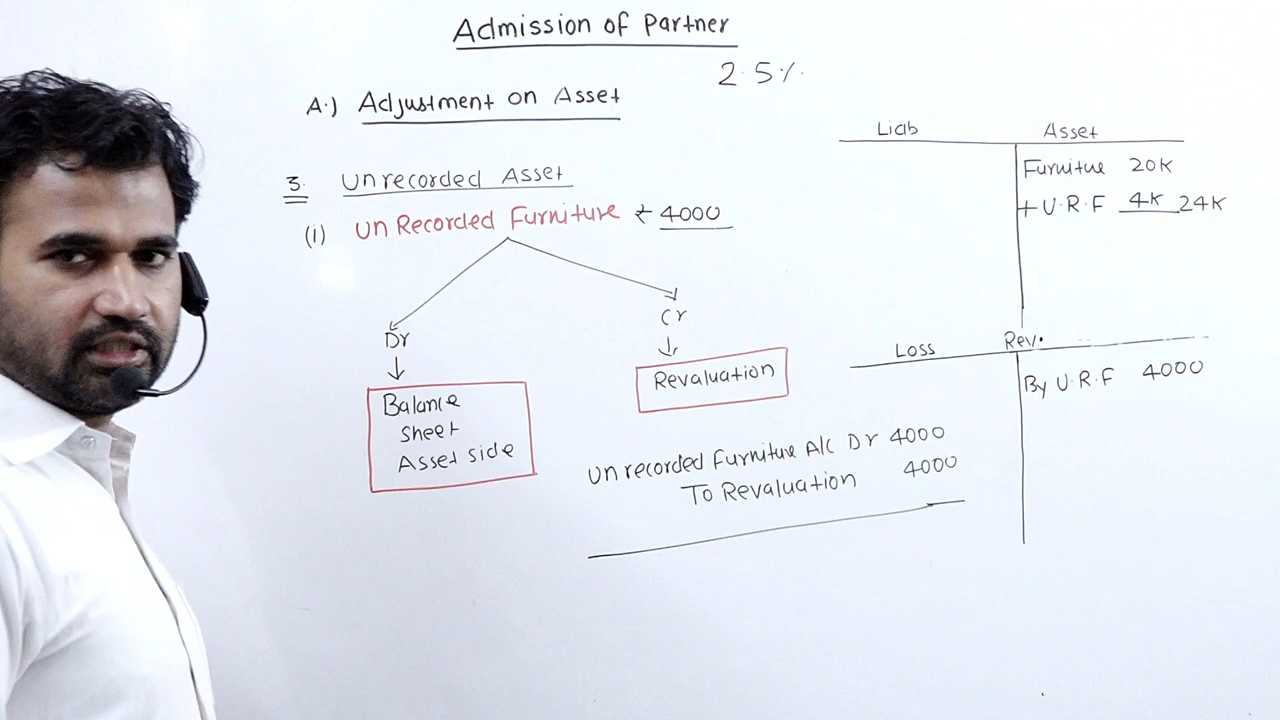 Admission of Partner
2.5%.
A.) Adjustment on Asset
3. Unrecorded Asset
(1) Un Recorded Furniture ₹ 4000
Dr
Cr
Balance
Sheet
Asset side
Revaluation
Unrecorded Furniture A/c Dr 4000
To Revaluation 4000
Liab Asset
Furniture 20K
+ U.R.F 4K 24K
Rev.
Loss
By U.R.F 4000